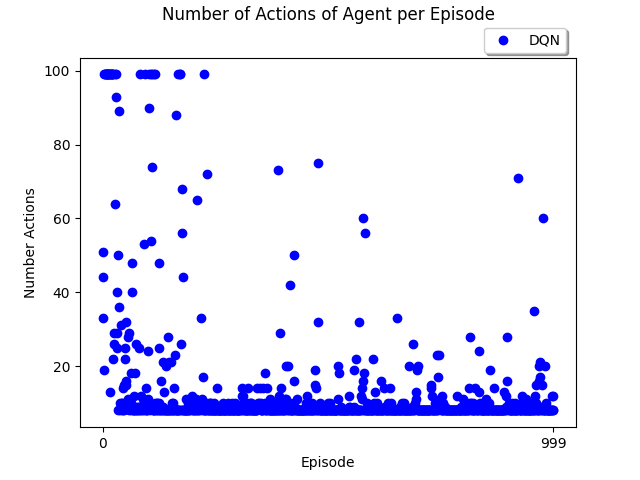 Number of Actions of Agent per Episode
DQN
100
80
60
40
20
Number Actions
0
999
Episode